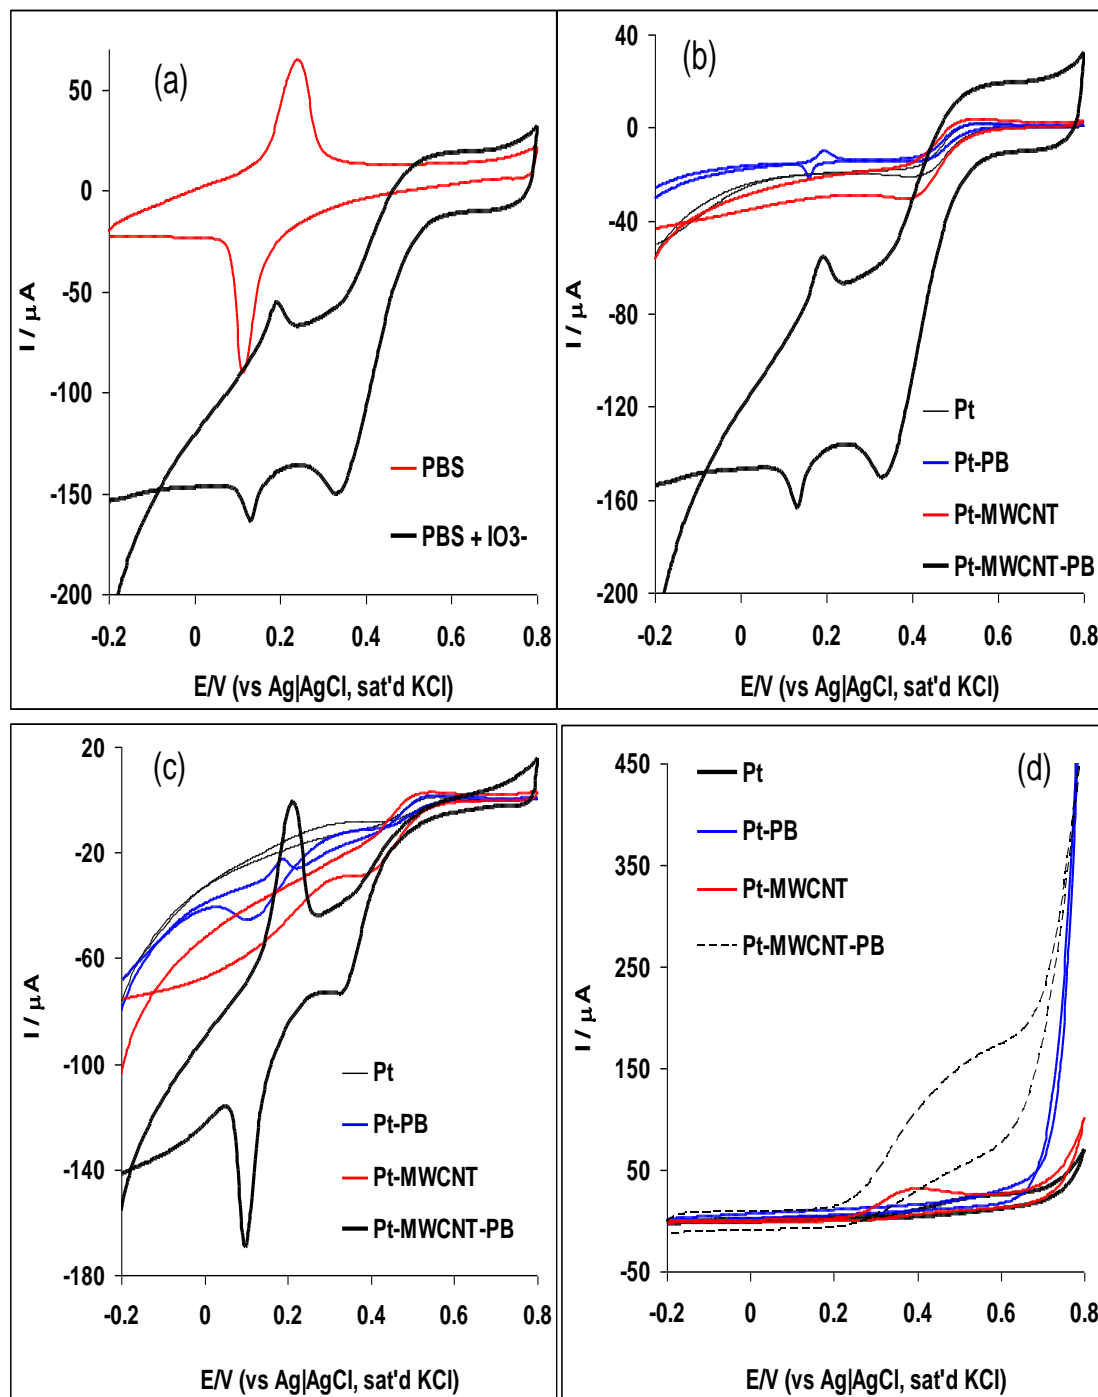 (a)
50
0
-50
-100
-150
-200
I / μA
PBS
PBS + IO3-
-0.2 0 0.2 0.4 0.6 0.8
E/V (vs Ag|AgCl, sat'd KCl)
(b)
40
0
-40
-80
-120
-160
-200
I / μA
Pt
Pt-PB
Pt-MWCNT
Pt-MWCNT-PB
-0.2 0 0.2 0.4 0.6 0.8
E/V (vs Ag|AgCl, sat'd KCl)
(c)
20
-20
-60
-100
-140
-180
I / μA
Pt
Pt-PB
Pt-MWCNT
Pt-MWCNT-PB
-0.2 0 0.2 0.4 0.6 0.8
E/V (vs Ag|AgCl, sat'd KCl)
(d)
450
350
250
150
50
-50
I / μA
Pt
Pt-PB
Pt-MWCNT
Pt-MWCNT-PB
-0.2 0 0.2 0.4 0.6 0.8
E/V (vs Ag|AgCl, sat'd KCl)